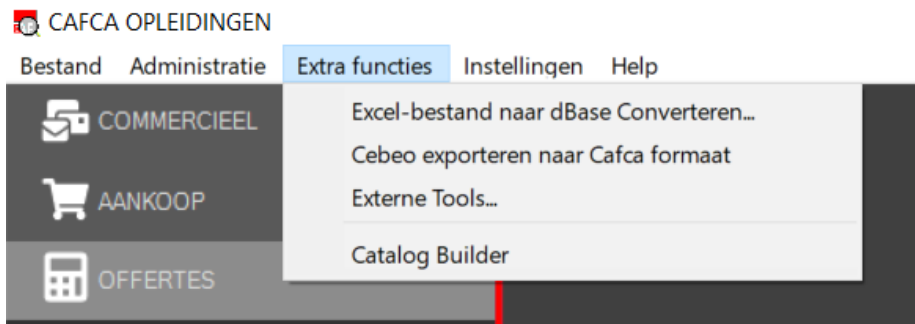 CAFCA OPLEIDINGEN
Bestand Administratie Extra functies Instellingen Help
COMMERCIEEL
AANKOOP
OFFERTES
Excel-bestand naar dBase Converteren...
Cebeo exporteren naar Cafca formaat
Externe Tools...
Catalog Builder